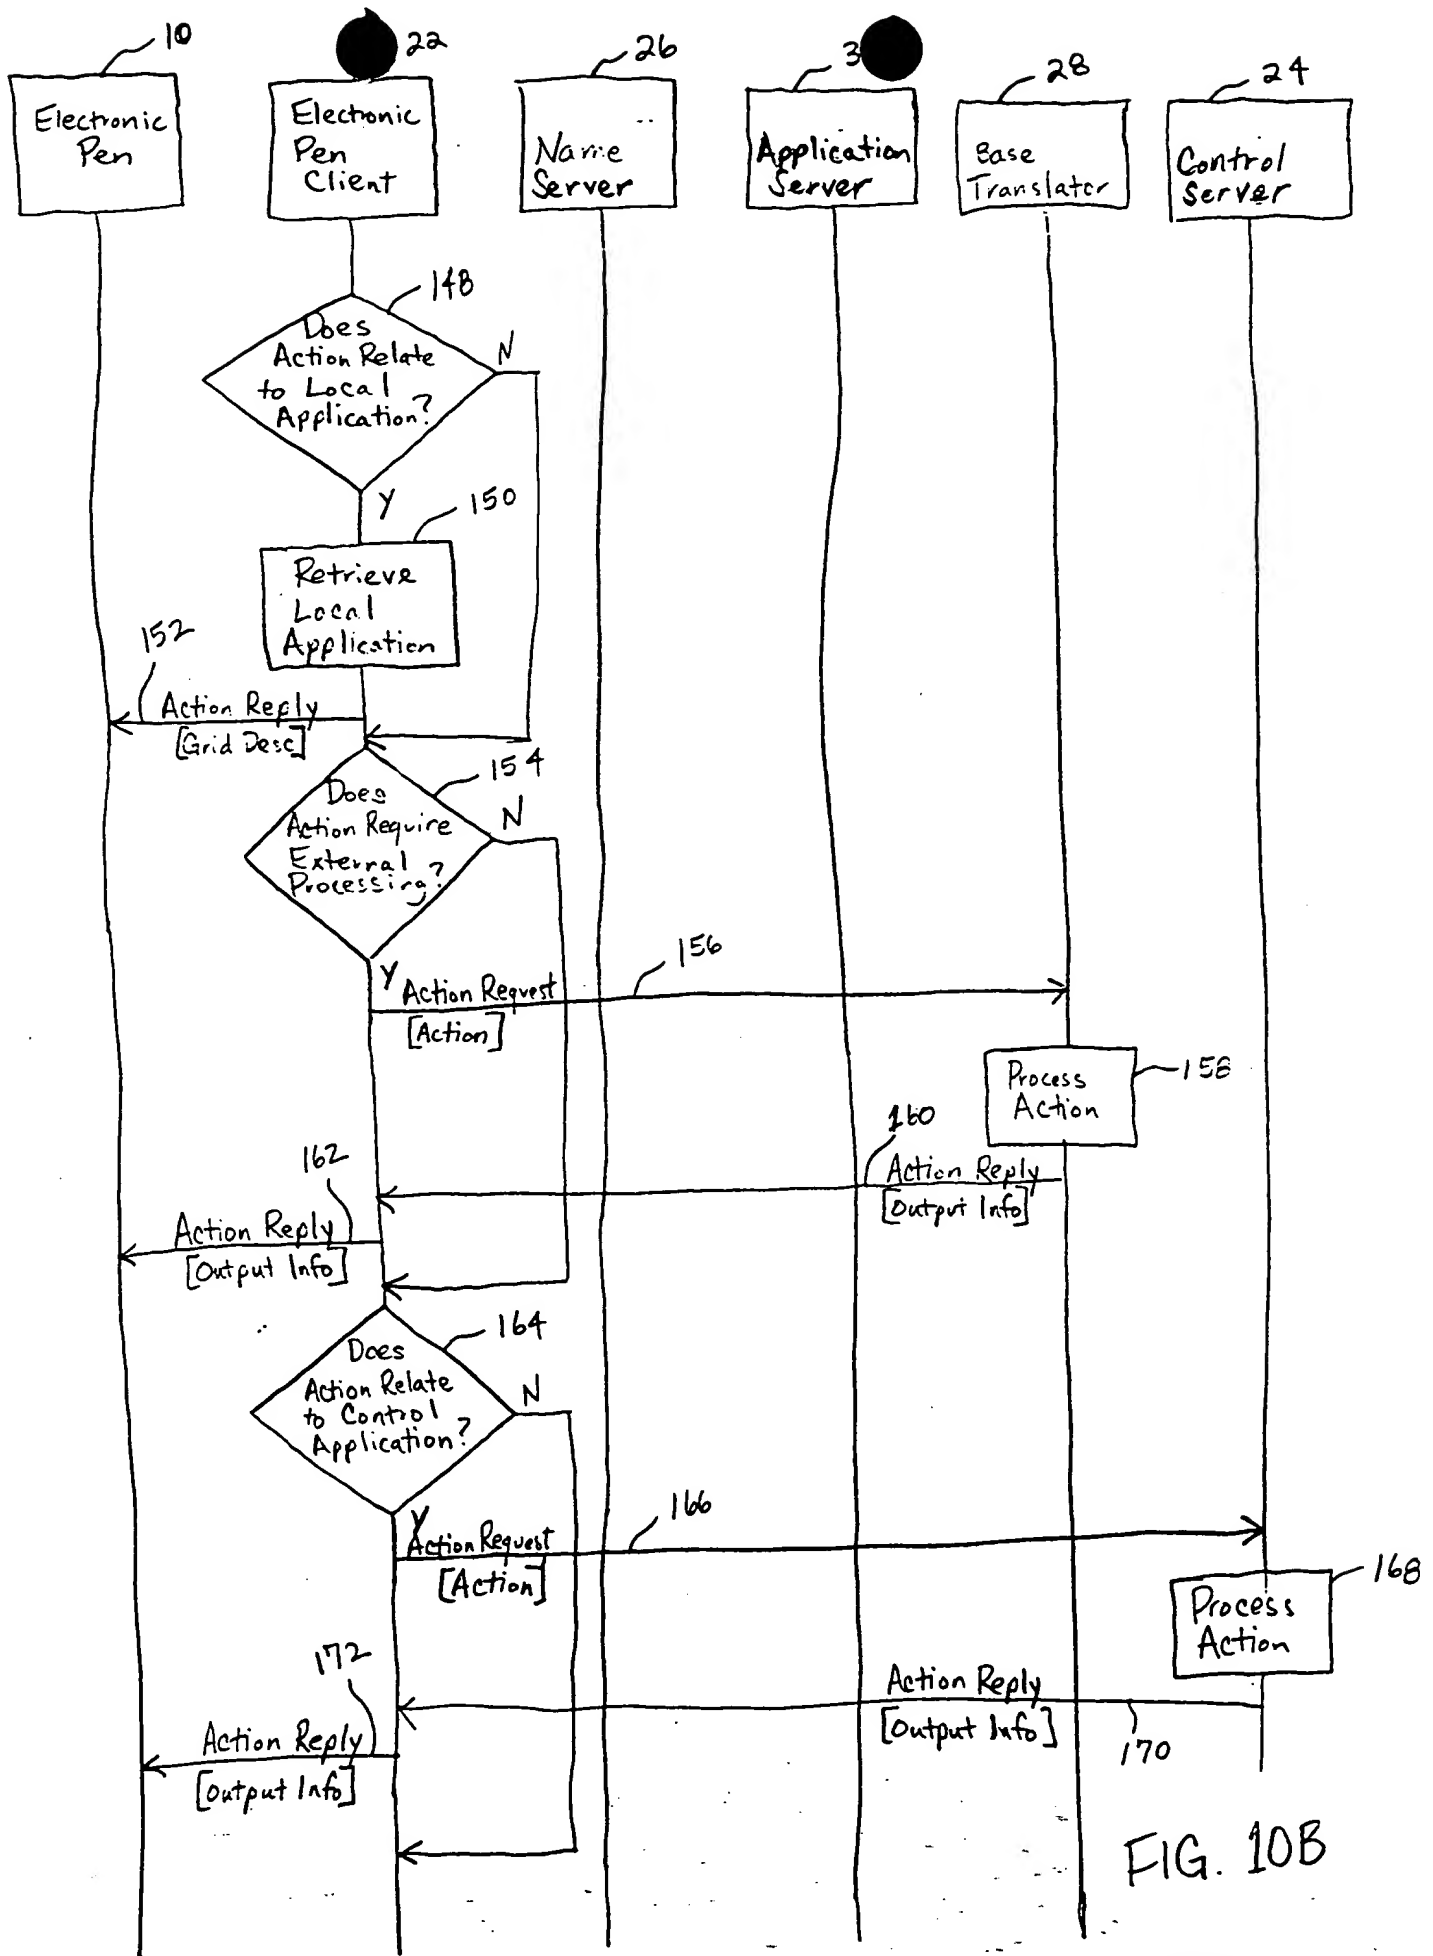 10
22
26
3
28
24
Electronic
Pen
Electronic
Pen
Client
Name
Server
Application
Server
Base
Translator
Control
Server
148
Does
Action Relate
to Local
Application?
N
Y
150
Retrieve
Local
Application
152
Action Reply
[Grid Desc]
154
Does
Action Require
External
Processing?
N
Y
Action Request
[Action]
156
Process
Action
158
160
Action Reply
[Output Info]
162
Action Reply
[Output Info]
164
Does
Action Relate
to Control
Application?
N
Y
Action Request
[Action]
166
Process
Action
168
Action Reply
[Output Info]
170
172
Action Reply
[Output Info]
FIG. 10B